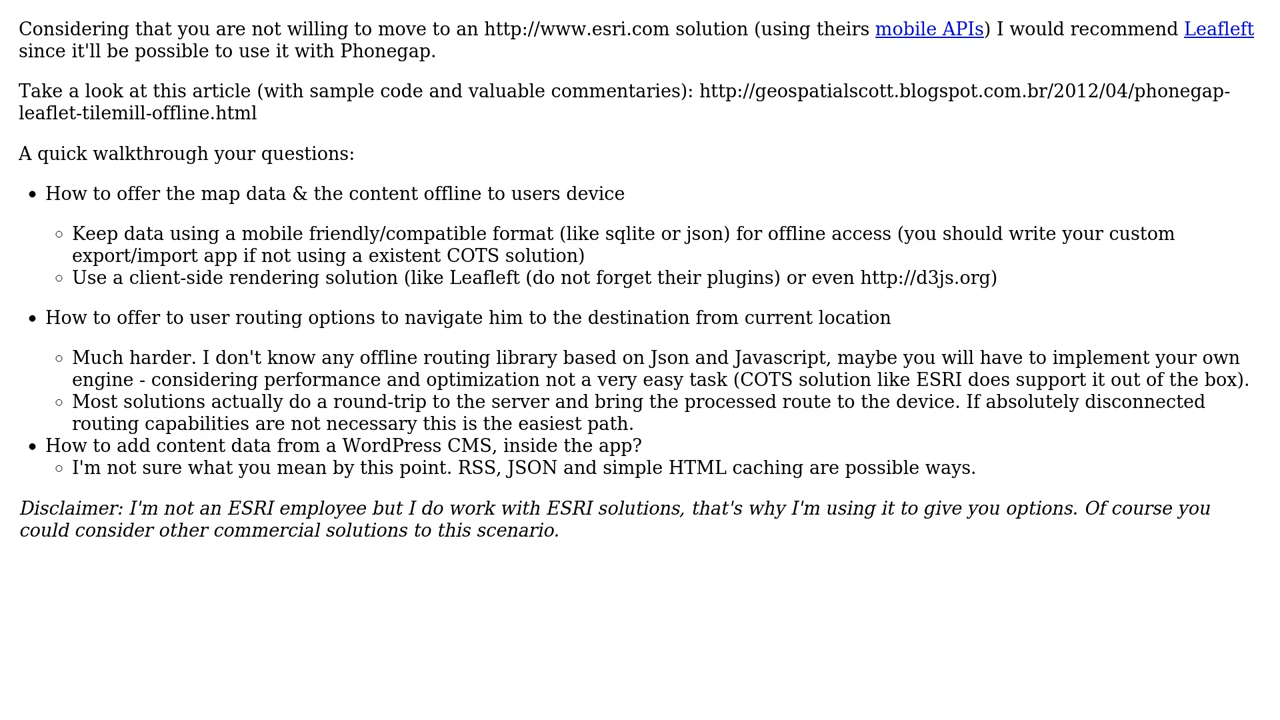 Considering that you are not willing to move to an http://www.esri.com solution (using theirs mobile APIs) I would recommend Leafleft
since it'll be possible to use it with Phonegap.
Take a look at this article (with sample code and valuable commentaries): http://geospatialscott.blogspot.com.br/2012/04/phonegap-
leaflet-tilemill-offline.html
A quick walkthrough your questions:
• How to offer the map data & the content offline to users device
◦ Keep data using a mobile friendly/compatible format (like sqlite or json) for offline access (you should write your custom
export/import app if not using a existent COTS solution)
◦ Use a client-side rendering solution (like Leafleft (do not forget their plugins) or even http://d3js.org)
• How to offer to user routing options to navigate him to the destination from current location
◦ Much harder. I don't know any offline routing library based on Json and Javascript, maybe you will have to implement your own
engine - considering performance and optimization not a very easy task (COTS solution like ESRI does support it out of the box).
◦ Most solutions actually do a round-trip to the server and bring the processed route to the device. If absolutely disconnected
routing capabilities are not necessary this is the easiest path.
• How to add content data from a WordPress CMS, inside the app?
◦ I'm not sure what you mean by this point. RSS, JSON and simple HTML caching are possible ways.
Disclaimer: I'm not an ESRI employee but I do work with ESRI solutions, that's why I'm using it to give you options. Of course you
could consider other commercial solutions to this scenario.